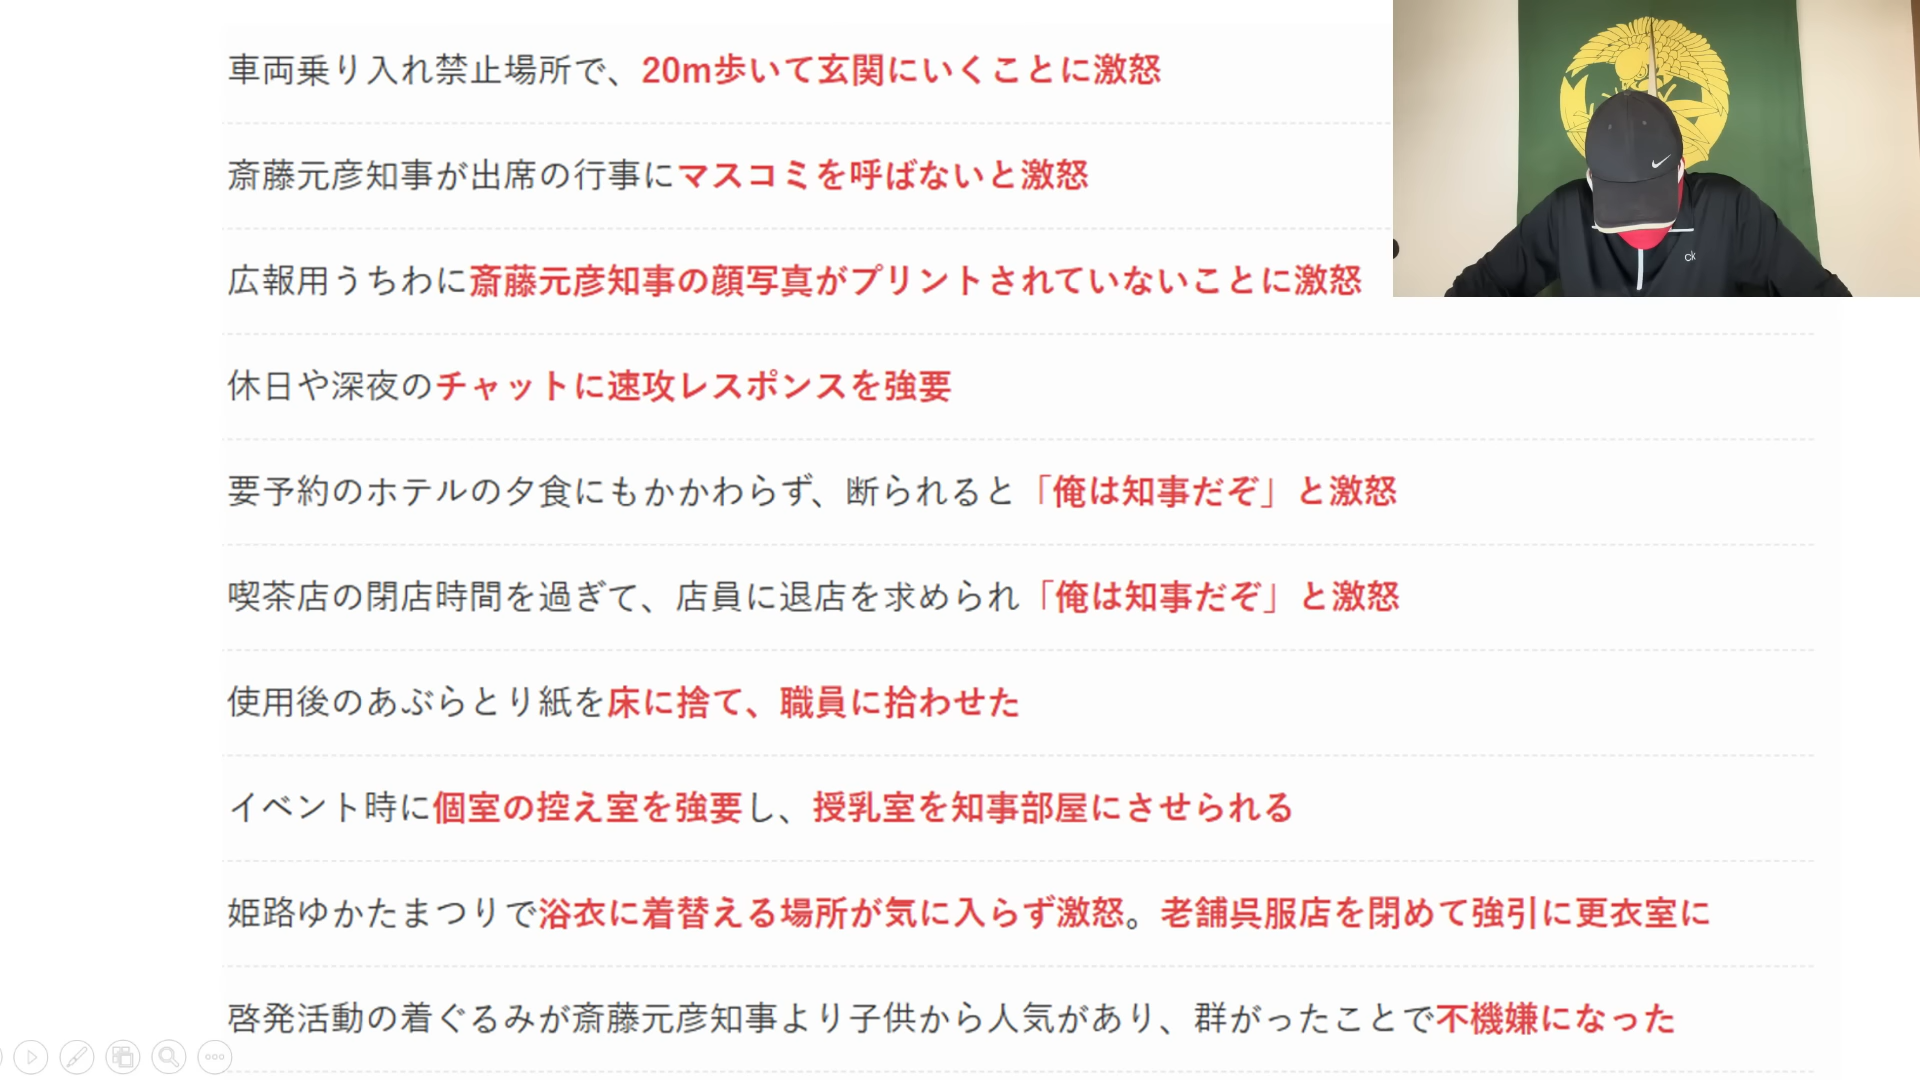 車両乗り入れ禁止場所で、20m歩いて玄関にいくことに激怒
斎藤元彦知事が出席の行事にマスコミを呼ばないと激怒
広報用うちわに斎藤元彦知事の顔写真がプリントされていないことに激怒
休日や深夜のチャットに速攻レスポンスを強要
要予約のホテルの夕食にもかかわらず、断られると「俺は知事だぞ」と激怒
喫茶店の閉店時間を過ぎて、店員に退店を求められ「俺は知事だぞ」と激怒
使用後のあぶらとり紙を床に捨て、職員に拾わせた
イベント時に個室の控え室を強要し、授乳室を知事部屋にさせられる
姫路ゆかたまつりで浴衣に着替える場所が気に入らず激怒。老舗呉服店を閉めて強引に更衣室に
啓発活動の着ぐるみが斎藤元彦知事より子供から人気があり、群がったことで不機嫌になった
ck